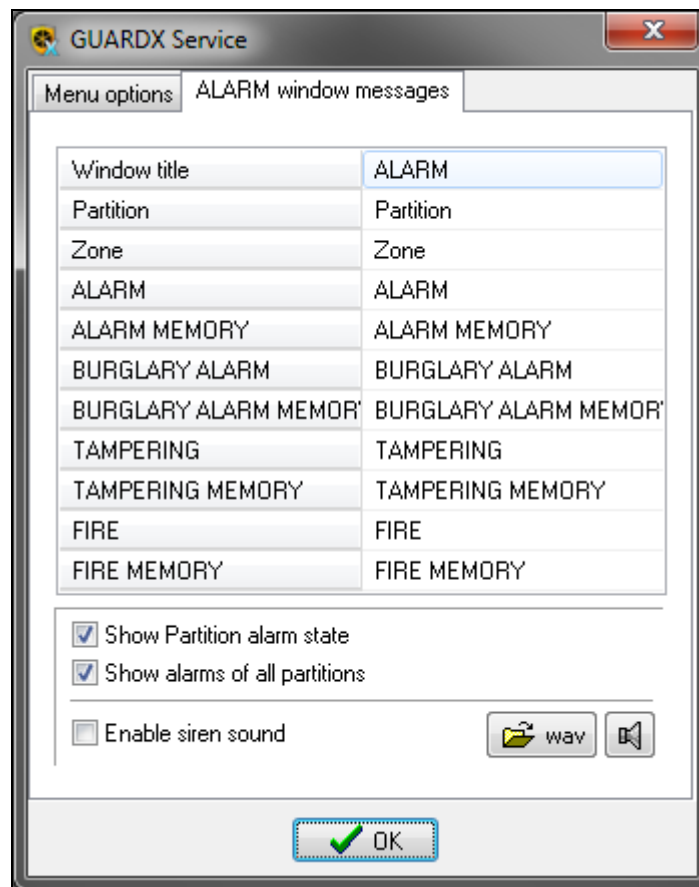 GUARDX Service
Menu options ALARM window messages
Window title ALARM
Partition Partition
Zone Zone
ALARM ALARM
ALARM MEMORY ALARM MEMORY
BURGLARY ALARM BURGLARY ALARM
BURGLARY ALARM MEMOR BURGLARY ALARM MEMOR
TAMPERING TAMPERING
TAMPERING MEMORY TAMPERING MEMORY
FIRE FIRE
FIRE MEMORY FIRE MEMORY
Show Partition alarm state
Show alarms of all partitions
Enable siren sound wav
OK